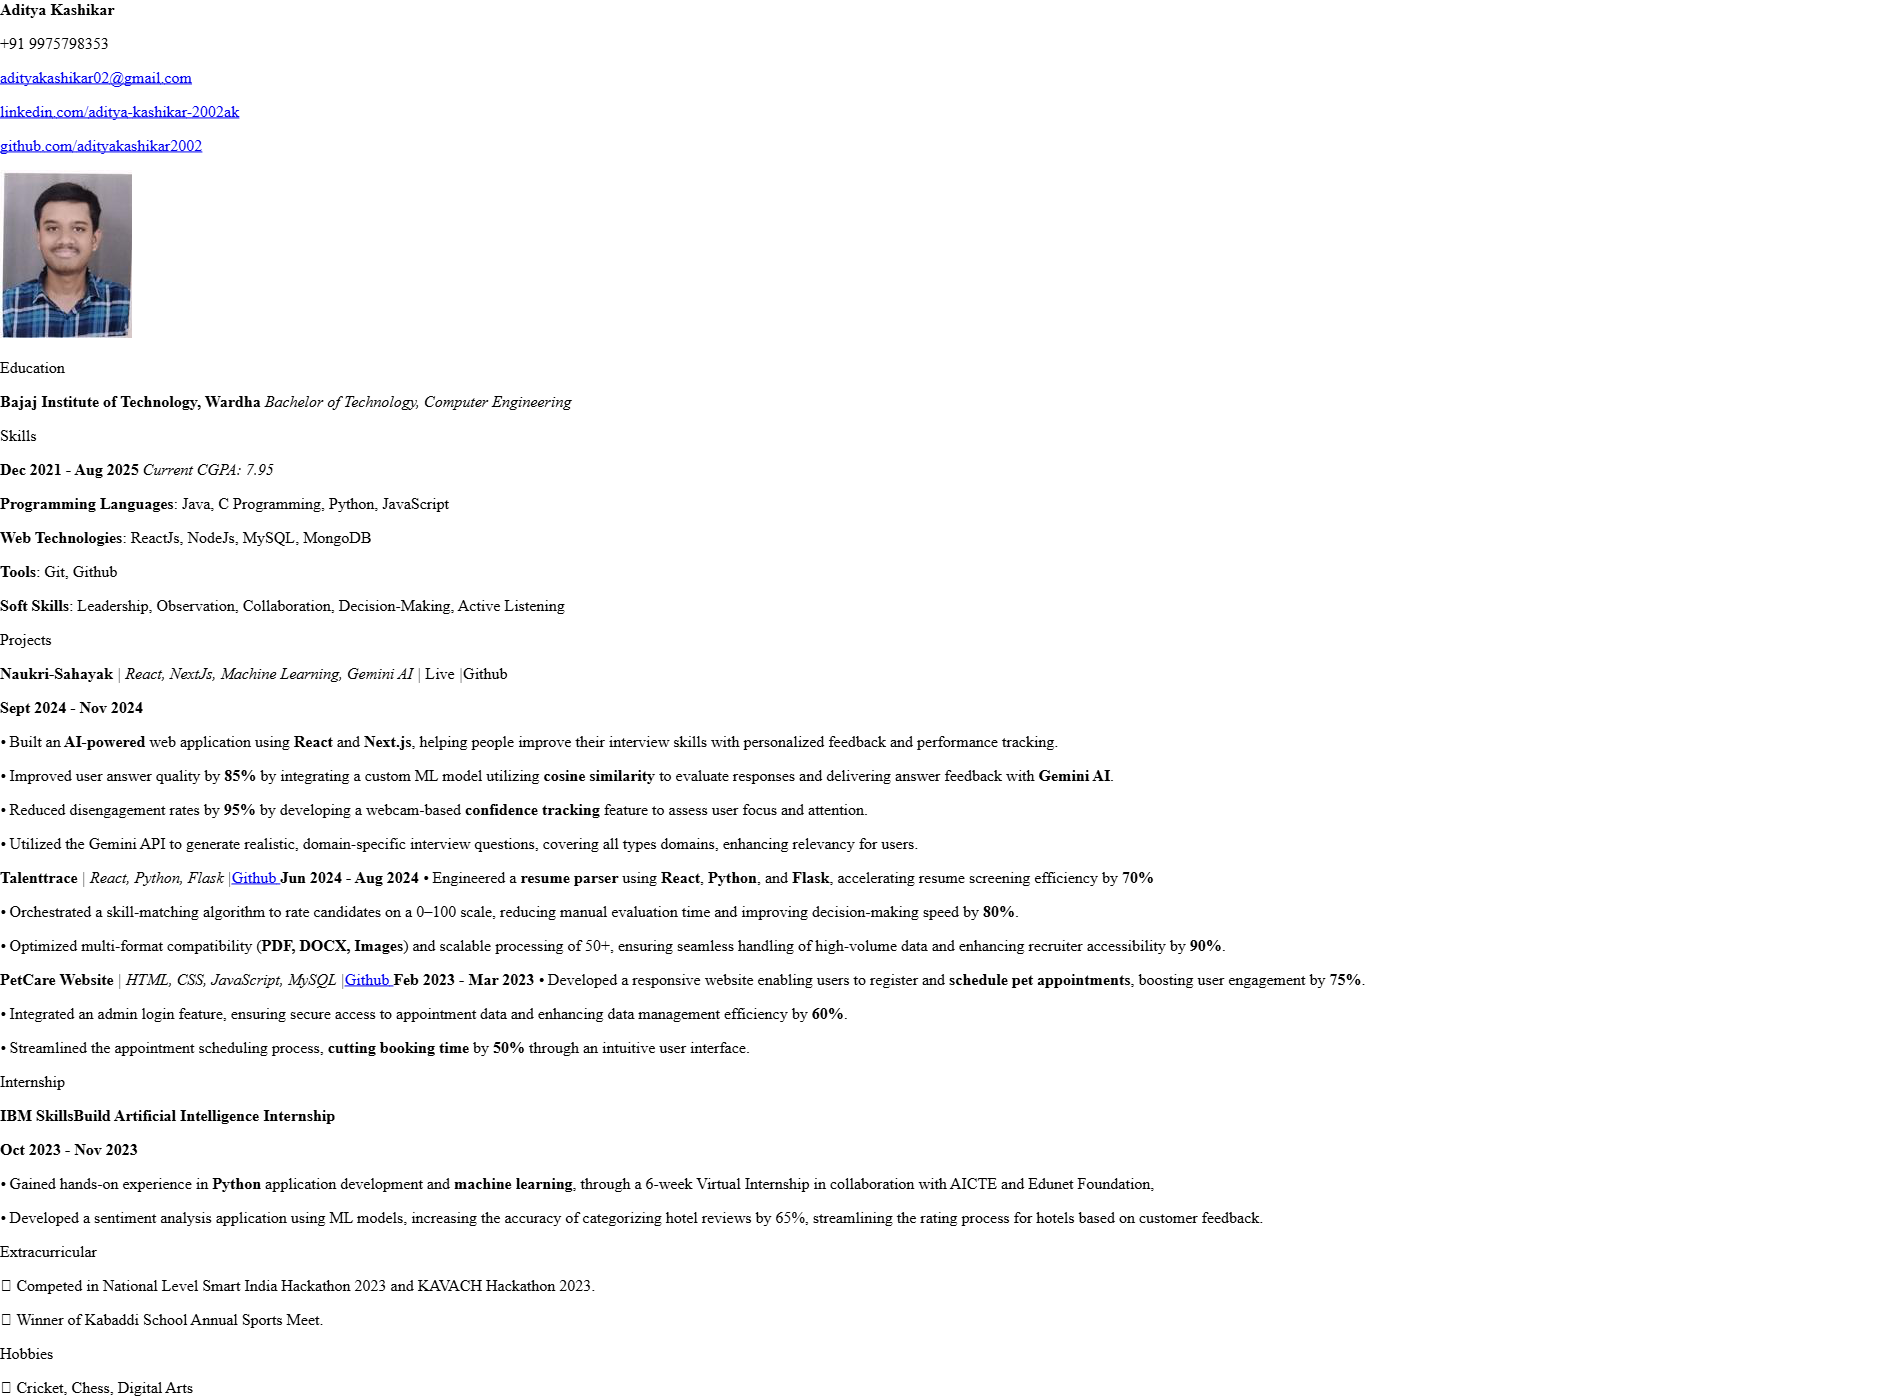 Aditya Kashikar
+91 9975798353
adityakashikar02@gmail.com
linkedin.com/aditya-kashikar-2002ak
github.com/adityakashikar2002
Education
Bajaj Institute of Technology, Wardha Bachelor of Technology, Computer Engineering
Skills
Dec 2021 - Aug 2025 Current CGPA: 7.95
Programming Languages: Java, C Programming, Python, JavaScript
Web Technologies: ReactJs, NodeJs, MySQL, MongoDB
Tools: Git, Github
Soft Skills: Leadership, Observation, Collaboration, Decision-Making, Active Listening
Projects
Naukri-Sahayak | React, NextJs, Machine Learning, Gemini AI | Live |Github
Sept 2024 - Nov 2024
• Built an AI-powered web application using React and Next.js, helping people improve their interview skills with personalized feedback and performance tracking.
• Improved user answer quality by 85% by integrating a custom ML model utilizing cosine similarity to evaluate responses and delivering answer feedback with Gemini AI.
• Reduced disengagement rates by 95% by developing a webcam-based confidence tracking feature to assess user focus and attention.
• Utilized the Gemini API to generate realistic, domain-specific interview questions, covering all types domains, enhancing relevancy for users.
Talenttrace | React, Python, Flask |Github Jun 2024 - Aug 2024 • Engineered a resume parser using React, Python, and Flask, accelerating resume screening efficiency by 70%
• Orchestrated a skill-matching algorithm to rate candidates on a 0–100 scale, reducing manual evaluation time and improving decision-making speed by 80%.
• Optimized multi-format compatibility (PDF, DOCX, Images) and scalable processing of 50+, ensuring seamless handling of high-volume data and enhancing recruiter accessibility by 90%.
PetCare Website | HTML, CSS, JavaScript, MySQL |Github Feb 2023 - Mar 2023 • Developed a responsive website enabling users to register and schedule pet appointments, boosting user engagement by 75%.
• Integrated an admin login feature, ensuring secure access to appointment data and enhancing data management efficiency by 60%.
• Streamlined the appointment scheduling process, cutting booking time by 50% through an intuitive user interface.
Internship
IBM SkillsBuild Artificial Intelligence Internship
Oct 2023 - Nov 2023
• Gained hands-on experience in Python application development and machine learning, through a 6-week Virtual Internship in collaboration with AICTE and Edunet Foundation,
• Developed a sentiment analysis application using ML models, increasing the accuracy of categorizing hotel reviews by 65%, streamlining the rating process for hotels based on customer feedback.
Extracurricular
 Competed in National Level Smart India Hackathon 2023 and KAVACH Hackathon 2023.
 Winner of Kabaddi School Annual Sports Meet.
Hobbies
 Cricket, Chess, Digital Arts